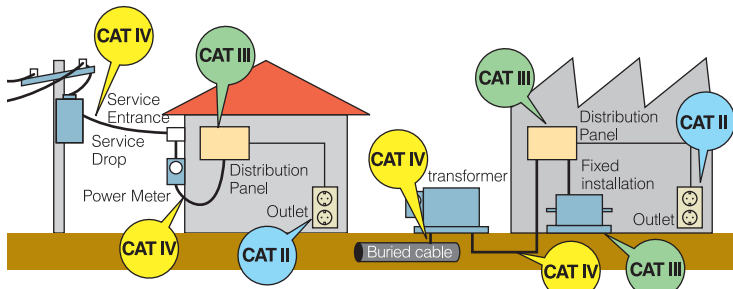 CAT IV
CAT III
Service
Entrance
Service
Drop
Power Meter
Distribution
Panel
Outlet
CAT IV
CAT II
CAT IV
transformer
Buried cable
CAT III
Distribution
Panel
CAT II
Fixed
installation
Outlet
CAT IV
CAT III